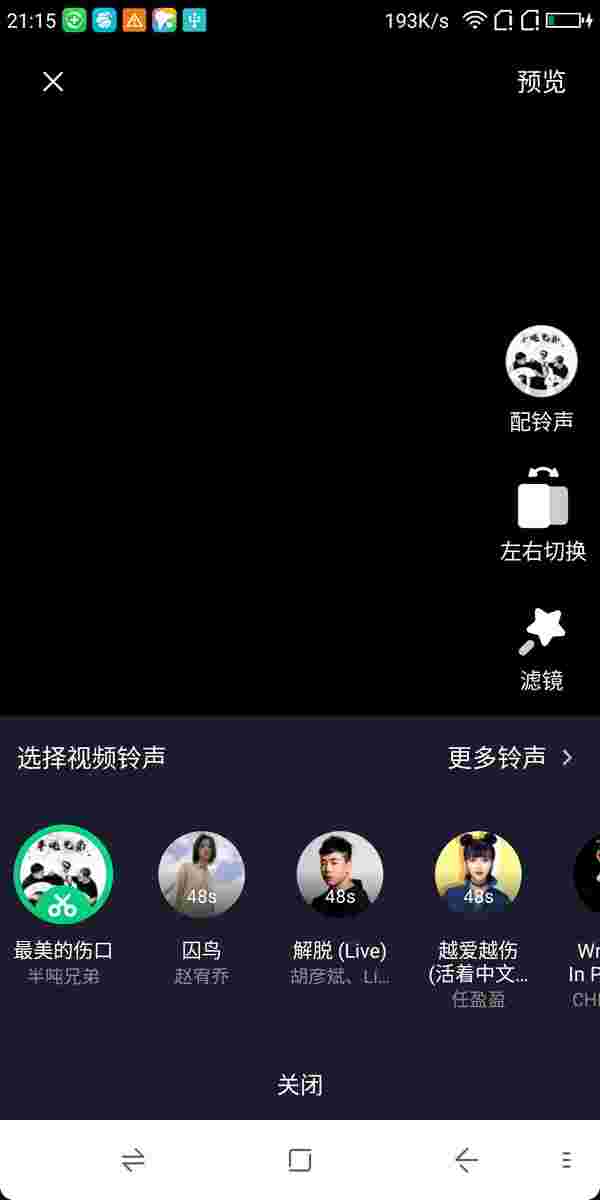 21:15
193K/s
预览
配铃声
左右切换
滤镜
选择视频铃声
更多铃声
48s
48s
48s
最美的伤口
囚鸟
解脱 (Live)
越爱越伤
(活着中文...
In P
半吨兄弟
赵宥乔
胡彦斌、Li...
任盈盈
关闭